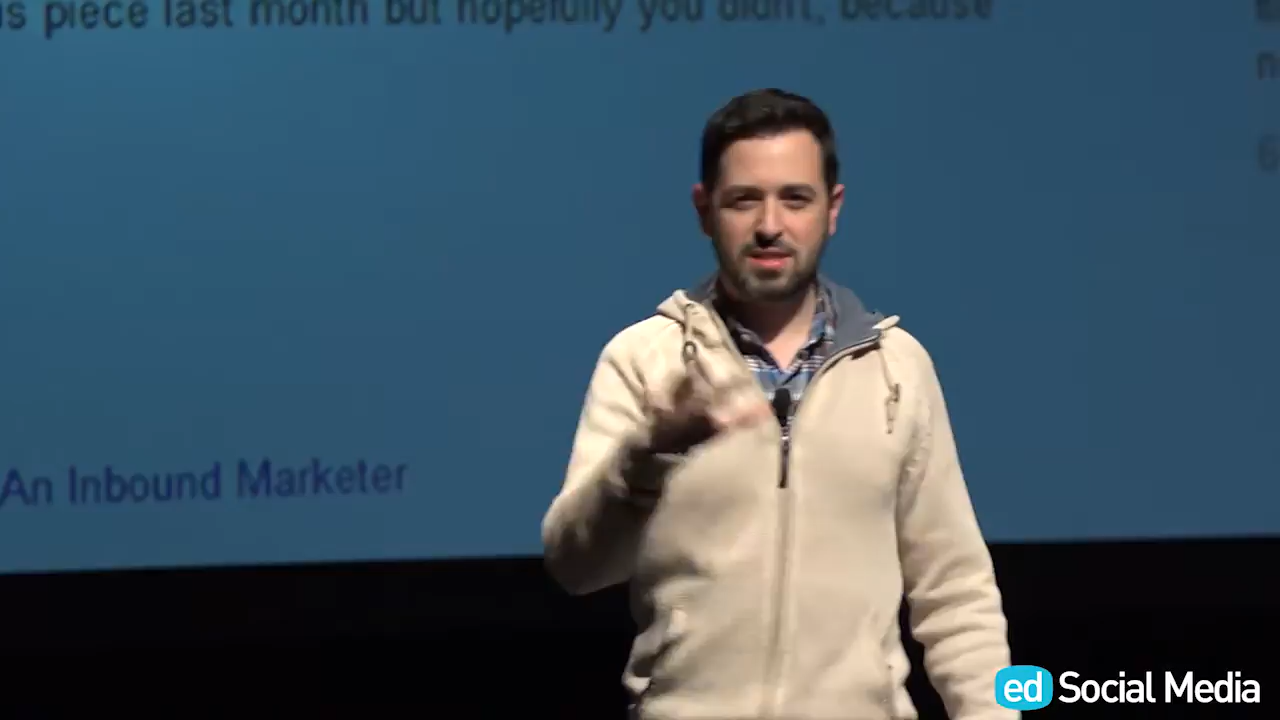 piece last month but hopefully you didn't, because
An Inbound Marketer
ed Social Media